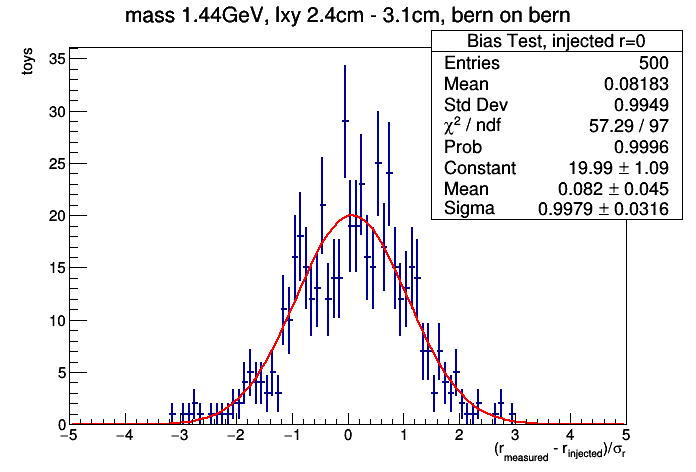 mass 1.44GeV, lxy 2.4cm - 3.1cm, bern on bern
toys
Bias Test, injected r=0
Entries 500
Mean 0.08183
Std Dev 0.9949
χ² / ndf 57.29 / 97
Prob 0.9996
Constant 19.99 ± 1.09
Mean 0.082 ± 0.045
Sigma 0.9979 ± 0.0316
35
30
25
20
15
10
5
0
−5 −4 −3 −2 −1 0 1 2 3 4 5
(r_measured - r_injected)/σ_r